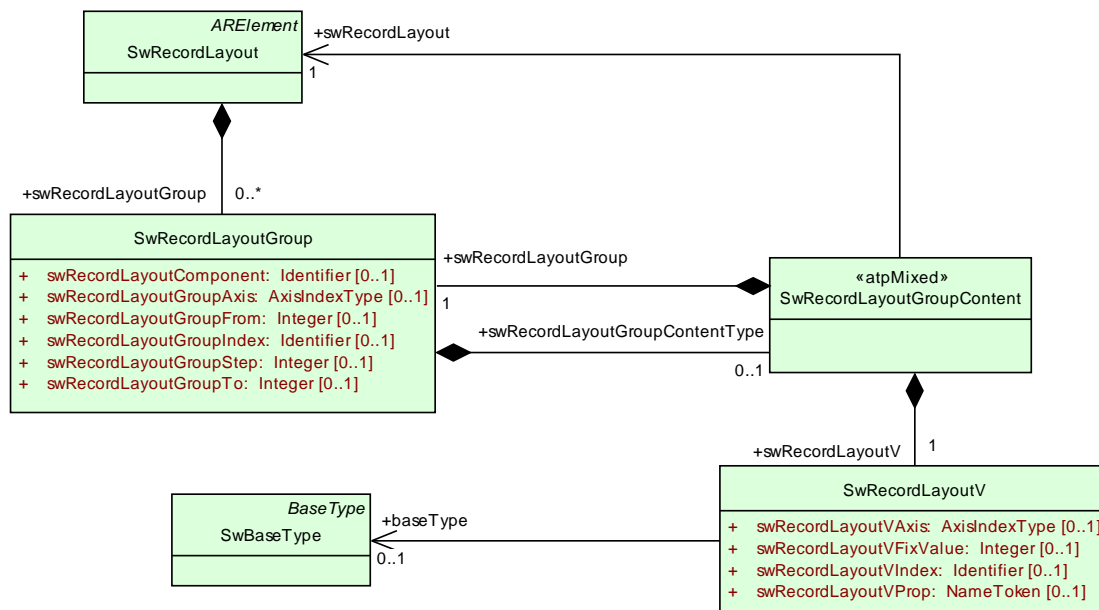 ARElement
SwRecordLayout
+swRecordLayout
1
+swRecordLayoutGroup
0..*
SwRecordLayoutGroup
+ swRecordLayoutComponent: Identifier [0..1]
+ swRecordLayoutGroupAxis: AxisIndexType [0..1]
+ swRecordLayoutGroupFrom: Integer [0..1]
+ swRecordLayoutGroupIndex: Identifier [0..1]
+ swRecordLayoutGroupStep: Integer [0..1]
+ swRecordLayoutGroupTo: Integer [0..1]
+swRecordLayoutGroup
1
+swRecordLayoutGroupContentType
0..1
«atpMixed»
SwRecordLayoutGroupContent
+swRecordLayoutV
1
SwRecordLayoutV
+ swRecordLayoutVAxis: AxisIndexType [0..1]
+ swRecordLayoutVFixValue: Integer [0..1]
+ swRecordLayoutVIndex: Identifier [0..1]
+ swRecordLayoutVProp: NameToken [0..1]
BaseType
SwBaseType
+baseType
0..1